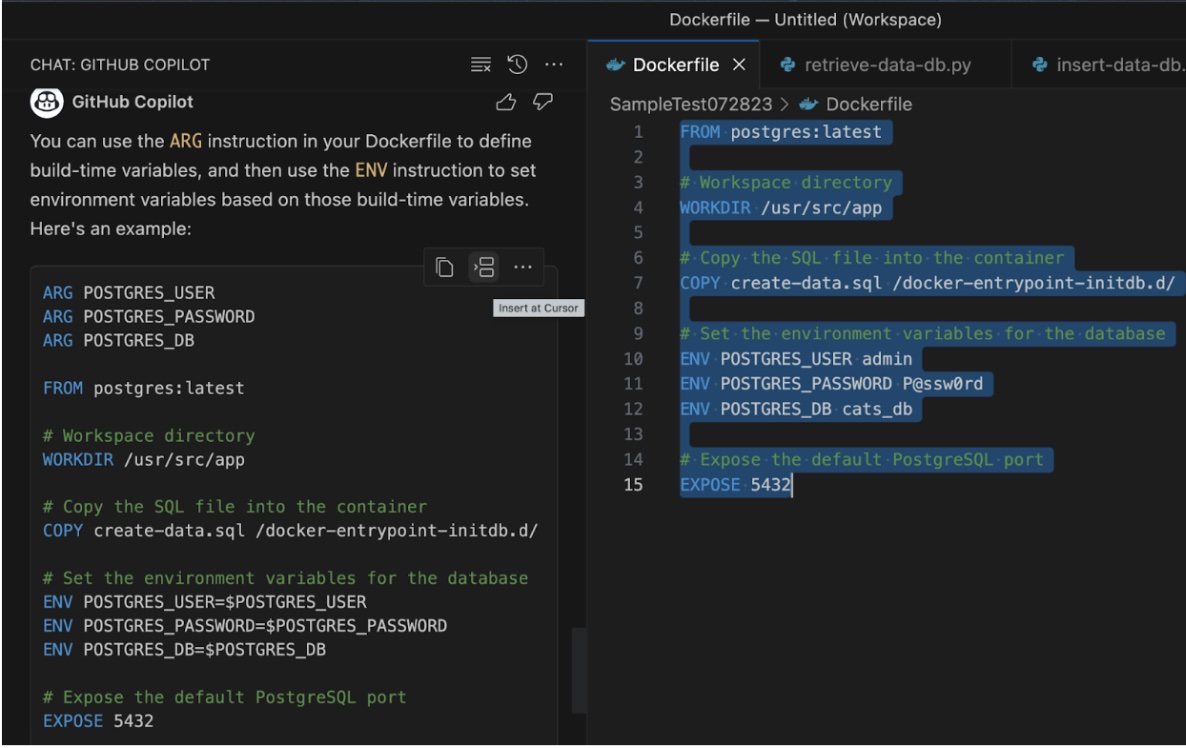 Dockerfile — Untitled (Workspace)
CHAT: GITHUB COPILOT
GitHub Copilot
You can use the ARG instruction in your Dockerfile to define
build-time variables, and then use the ENV instruction to set
environment variables based on those build-time variables.
Here's an example:
Insert at Cursor
ARG POSTGRES_USER
ARG POSTGRES_PASSWORD
ARG POSTGRES_DB
FROM postgres:latest
# Workspace directory
WORKDIR /usr/src/app
# Copy the SQL file into the container
COPY create-data.sql /docker-entrypoint-initdb.d/
# Set the environment variables for the database
ENV POSTGRES_USER=$POSTGRES_USER
ENV POSTGRES_PASSWORD=$POSTGRES_PASSWORD
ENV POSTGRES_DB=$POSTGRES_DB
# Expose the default PostgreSQL port
EXPOSE 5432
Dockerfile retrieve-data-db.py insert-data-db.
SampleTest072823 > Dockerfile
1 FROM postgres:latest
2
3 # Workspace directory
4 WORKDIR /usr/src/app
5
6 # Copy the SQL file into the container
7 COPY create-data.sql /docker-entrypoint-initdb.d/
8
9 # Set the environment variables for the database
10 ENV POSTGRES_USER admin
11 ENV POSTGRES_PASSWORD P@ssw0rd
12 ENV POSTGRES_DB cats_db
13
14 # Expose the default PostgreSQL port
15 EXPOSE 5432